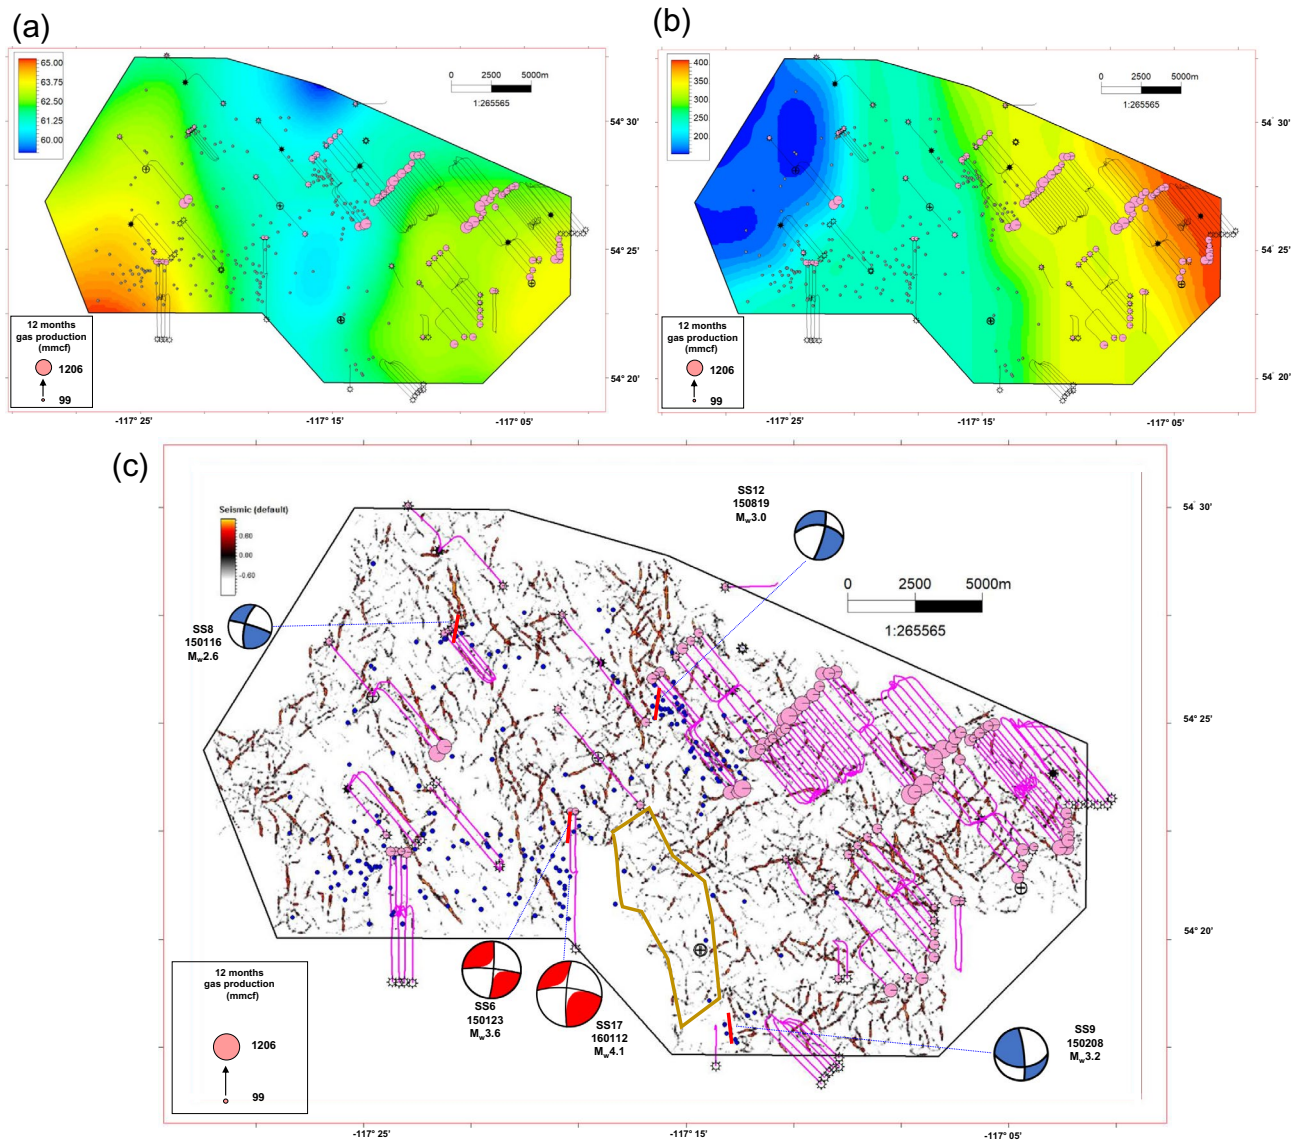 (a)
65.00
63.75
62.50
61.25
60.00
0 2500 5000m
1:265565
54° 30'
54° 25'
54° 20'
12 months
gas production
(mmcf)
1206
99
-117° 25
-117° 15'
-117° 05'
(b)
400
350
300
250
200
0 2500 5000m
1:265565
54° 30'
54° 25'
54° 20'
12 months
gas production
(mmcf)
1206
99
-117° 25
-117° 15'
-117° 05'
(c)
Seismic (default)
0.60
0.00
-0.60
SS12
150819
Mw3.0
0 2500 5000m
1:265565
54° 30'
54° 25'
54° 20'
SS8
150116
Mw2.6
SS6
150123
Mw3.6
SS17
160112
Mw4.1
SS9
150208
Mw3.2
12 months
gas production
(mmcf)
1206
99
-117° 25
-117° 15'
-117° 25
-117° 05'